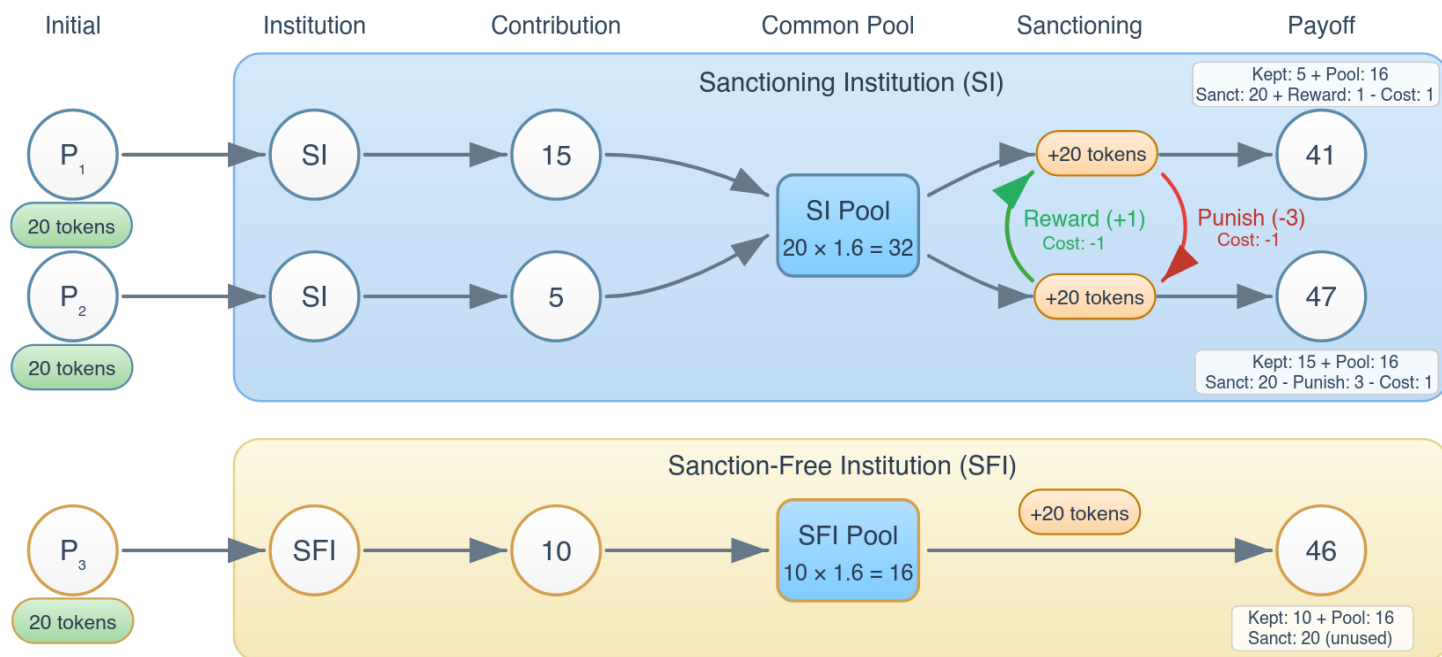 Initial
Institution
Contribution
Common Pool
Sanctioning
Payoff
Sanctioning Institution (SI)
Kept: 5 + Pool: 16
Sanct: 20 + Reward: 1 - Cost: 1
P₁
SI
15
+20 tokens
41
20 tokens
SI Pool
20 × 1.6 = 32
Reward (+1)
Cost: -1
Punish (-3)
Cost: -1
P₂
SI
5
+20 tokens
47
20 tokens
Kept: 15 + Pool: 16
Sanct: 20 - Punish: 3 - Cost: 1
Sanction-Free Institution (SFI)
+20 tokens
P₃
SFI
10
SFI Pool
10 × 1.6 = 16
46
20 tokens
Kept: 10 + Pool: 16
Sanct: 20 (unused)